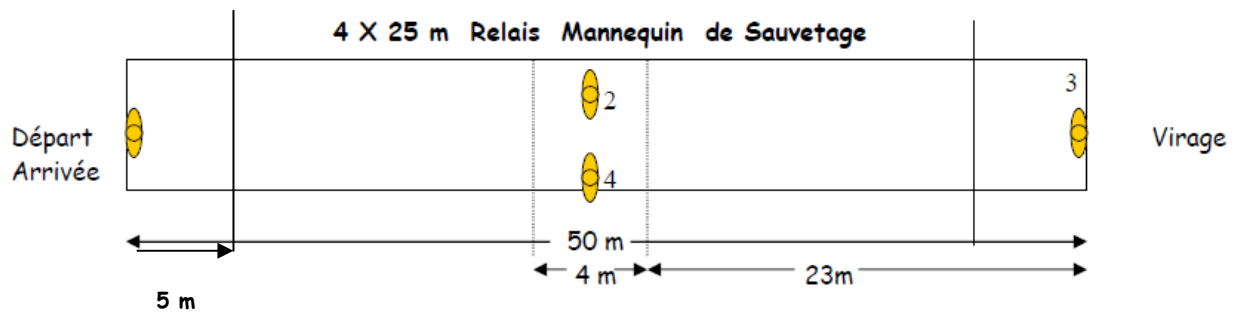 4 X 25 m Relais Mannequin de Sauvetage
3
2
Départ
Arrivée
Virage
4
50 m
4 m
23m
5 m